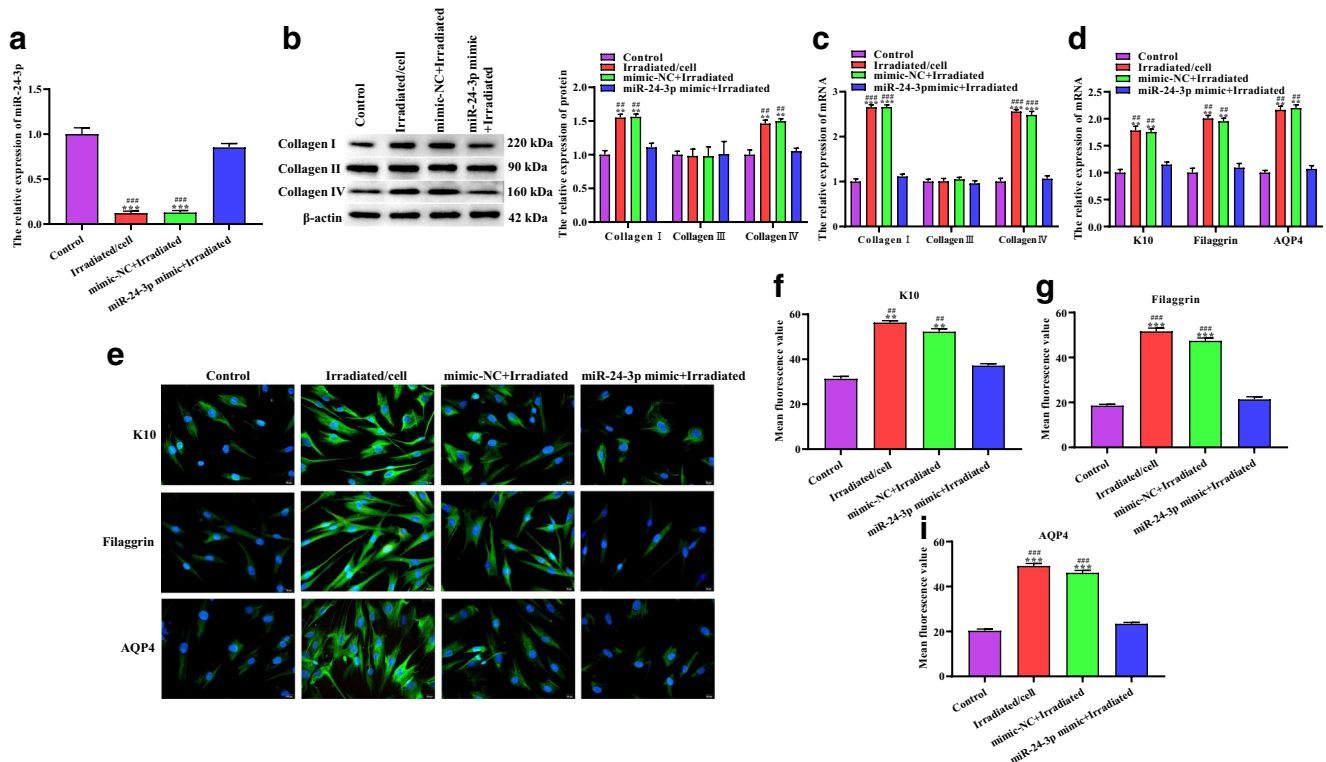 a
The relative expression of miR-24-3p
1.5
1.0
0.5
0.0
###
***
###
***
Control
Irradiated/cell
mimic-NC+Irradiated
miR-24-3p mimic+Irradiated
b
Control
Irradiated/cell
mimic-NC+Irradiated
miR-24-3p mimic
+Irradiated
Collagen I
220 kDa
Collagen II
90 kDa
Collagen IV
160 kDa
β-actin
42 kDa
Control
Irradiated/cell
mimic-NC+Irradiated
miR-24-3p mimic+Irradiated
The relative expression of protein
2.0
1.5
1.0
0.5
0.0
## ##
** **
## ##
** **
Collagen Ⅰ
Collagen Ⅲ
Collagen Ⅳ
c
Control
Irradiated/cell
mimic-NC+Irradiated
miR-24-3pmimic+Irradiated
The relative expression of mRNA
3
2
1
0
### ###
*** ***
### ###
*** ***
Collagen Ⅰ
Collagen Ⅲ
Collagen Ⅳ
d
Control
Irradiated/cell
mimic-NC+Irradiated
miR-24-3p mimic+Irradiated
The relative expression of mRNA
2.5
2.0
1.5
1.0
0.5
0.0
## ##
** **
## ##
** **
## ##
** **
K10
Filaggrin
AQP4
e
Control
Irradiated/cell
mimic-NC+Irradiated
miR-24-3p mimic+Irradiated
K10
Filaggrin
AQP4
f
K10
Mean fluorescence value
60
40
20
0
##
**
##
**
Control
Irradiated/cell
mimic-NC+Irradiated
miR-24-3p mimic+Irradiated
g
Filaggrin
Mean fluorescence value
60
40
20
0
###
***
###
***
Control
Irradiated/cell
mimic-NC+Irradiated
miR-24-3p mimic+Irradiated
i
AQP4
Mean fluorescence value
60
40
20
0
###
***
###
***
Control
Irradiated/cell
mimic-NC+Irradiated
miR-24-3p mimic+Irradiated